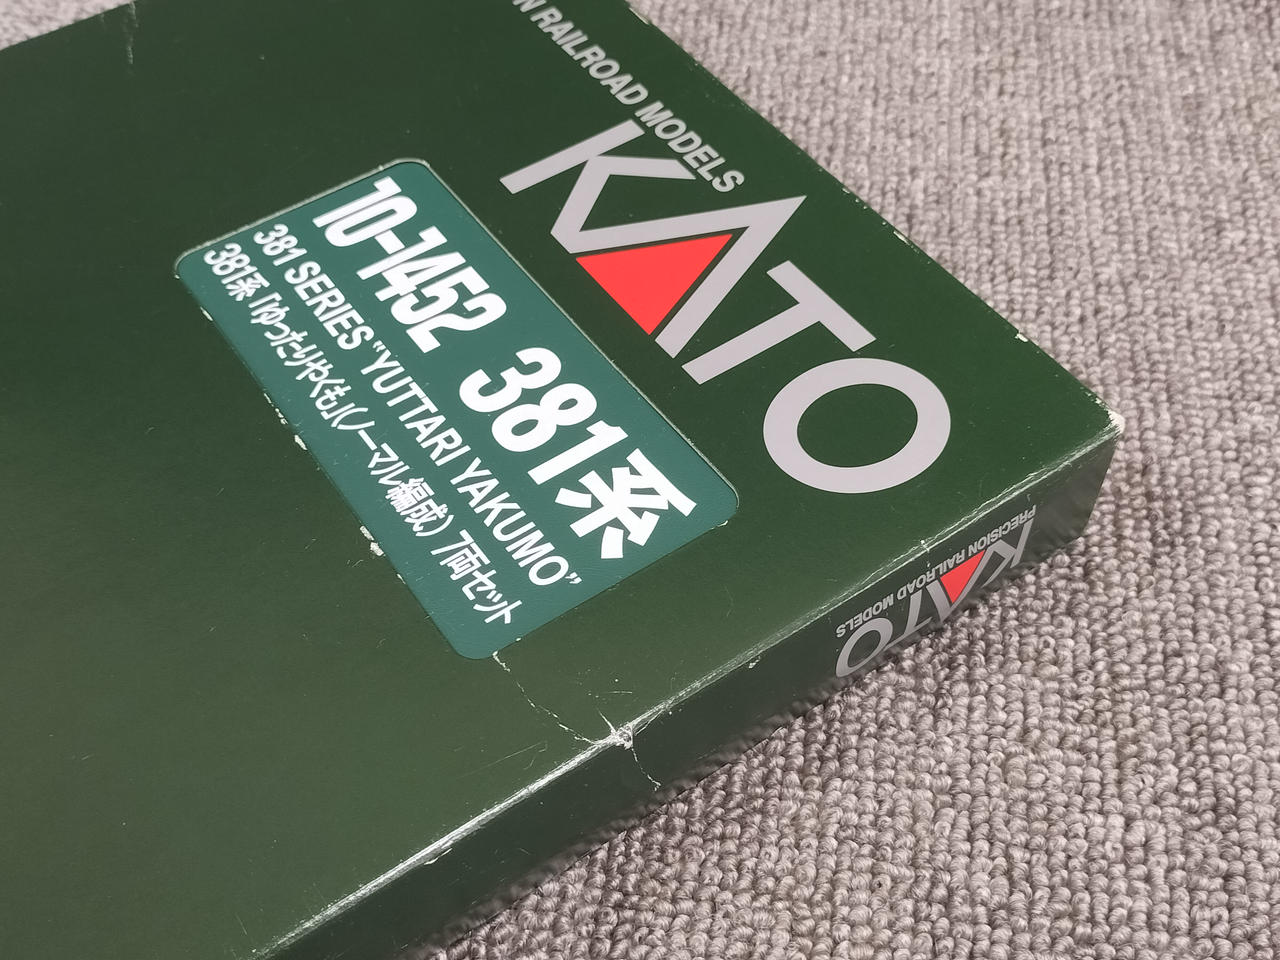 N RAILROAD MODELS
KATO
10-1452 381系
381 SERIES "YUTTARI YAKUMO"
381系「ゆったりやくも」(ノーマル編成) 7両セット
PRECISION RAILROAD MODELS
KATO